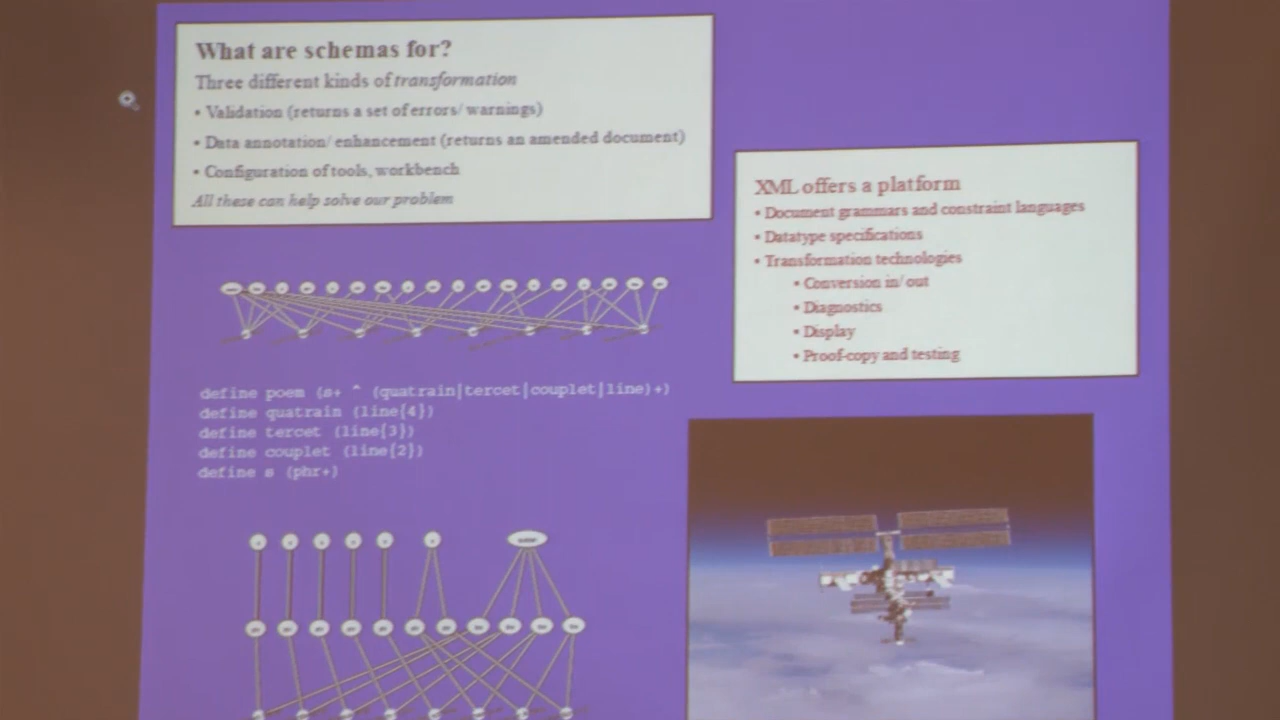 What are schemas for?
Three different kinds of transformation
• Validation (returns a set of errors/ warnings)
• Data annotation/ enhancement (returns an amended document)
• Configuration of tools, workbench
All these can help solve our problem
XML offers a platform
• Document grammars and constraint languages
• Datatype specifications
• Transformation technologies
• Conversion in/ out
• Diagnostics
• Display
• Proof-copy and testing
define poem (s+ ^ (quatrain|tercet|couplet|line)+)
define quatrain (line{4})
define tercet (line{3})
define couplet (line{2})
define s (phr+)